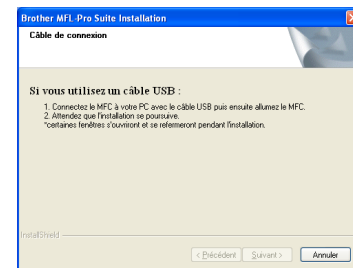 Brother MFL-Pro Suite Installation
Câble de connexion
Si vous utilisez un câble USB :
1. Connectez le MFC à votre PC avec le câble USB puis ensuite allumez le MFC.
2. Attendez que l'installation se poursuive.
*certaines fenêtres s'ouvriront et se refermeront pendant l'installation.
InstallShield
< Précédent Suivant > Annuler